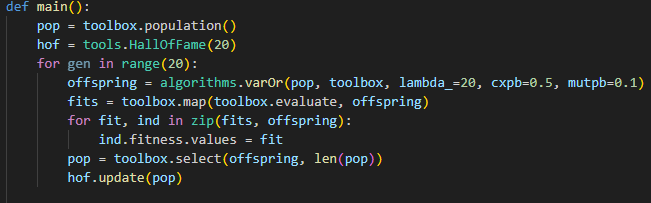 def main():
    pop = toolbox.population()
    hof = tools.HallOfFame(20)
    for gen in range(20):
        offspring = algorithms.varOr(pop, toolbox, lambda_=20, cxpb=0.5, mutpb=0.1)
        fits = toolbox.map(toolbox.evaluate, offspring)
        for fit, ind in zip(fits, offspring):
            ind.fitness.values = fit
        pop = toolbox.select(offspring, len(pop))
        hof.update(pop)